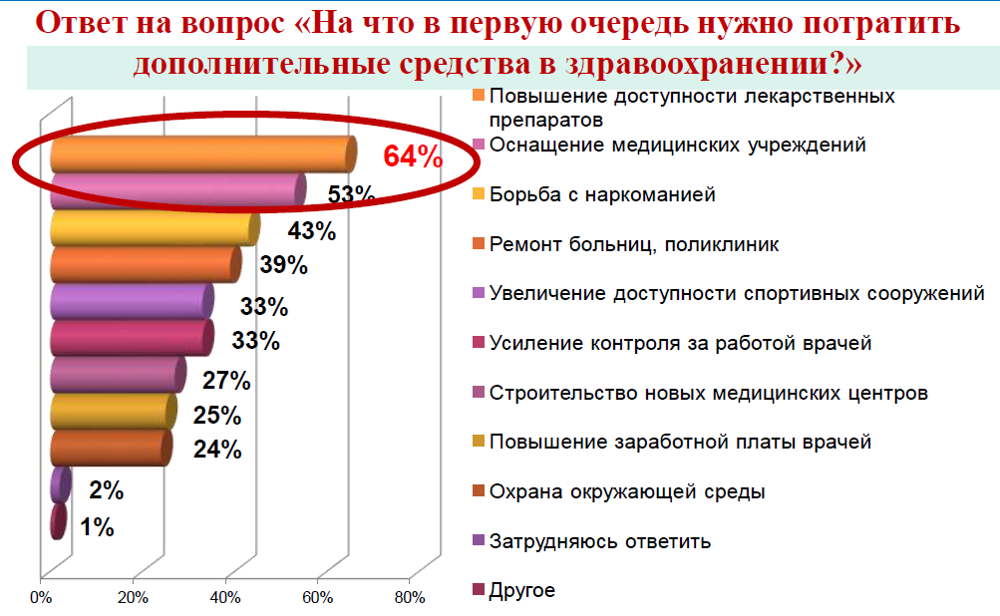 Ответ на вопрос «На что в первую очередь нужно потратить
дополнительные средства в здравоохранении?»
64%
53%
43%
39%
33%
33%
27%
25%
24%
2%
1%
0%
20%
40%
60%
80%
Повышение доступности лекарственных
препаратов
Оснащение медицинских учреждений
Борьба с наркоманией
Ремонт больниц, поликлиник
Увеличение доступности спортивных сооружений
Усиление контроля за работой врачей
Строительство новых медицинских центров
Повышение заработной платы врачей
Охрана окружающей среды
Затрудняюсь ответить
Другое